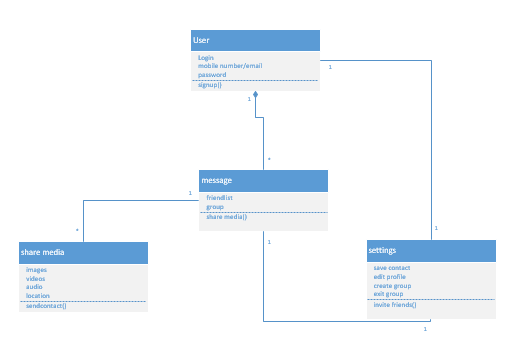 User
Login
mobile number/email
password
signup()
1
1
*
message
friendlist
group
share media()
1
*
1
share media
images
videos
audio
location
sendcontact()
1
settings
save contact
edit profile
create group
exit group
invite friends()
1